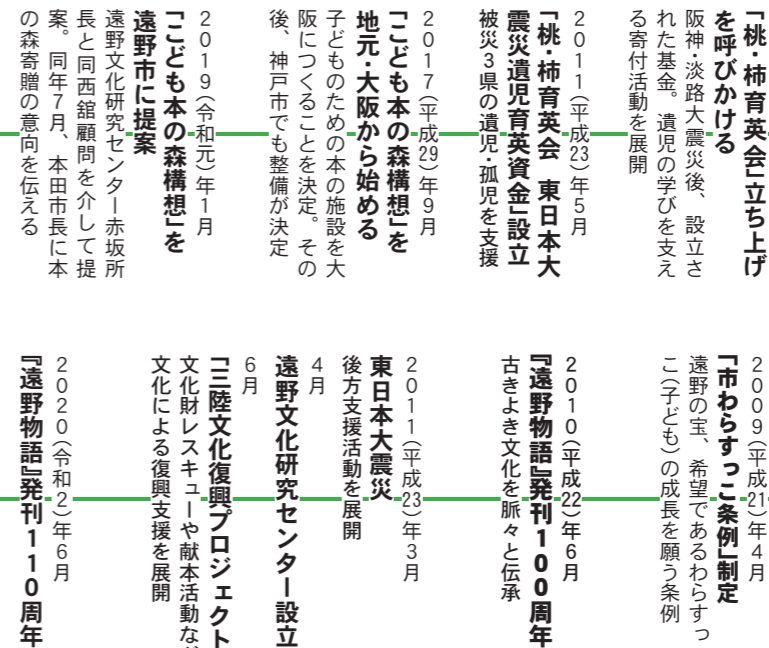 「桃・柿育英会」立ち上げ
を呼びかける
阪神・淡路大震災後、設立さ
れた基金。遺児の学びを支え
る寄付活動を展開
2011(平成23)年5月
「桃・柿育英会 東日本大
震災遺児育英資金」設立
被災3県の遺児・孤児を支援
2017(平成29)年9月
「こども本の森構想」を
地元・大阪から始める
子どものための本の施設を大
阪につくることを決定。その
後、神戸市でも整備が決定
2019(令和元)年1月
「こども本の森構想」を
遠野市に提案
遠野文化研究センター赤坂所
長と同西舘顧問を介して提
案。同年7月、本田市長に本
の森寄贈の意向を伝える
2009(平成21)年4月
「市わらすっこ条例」制定
遠野の宝、希望であるわらすっ
こ(子ども)の成長を願う条例
2010(平成22)年6月
『遠野物語』発刊100周年
古きよき文化を脈々と伝承
2011(平成23)年3月
東日本大震災
後方支援活動を展開
4月
遠野文化研究センター設立
6月
「三陸文化復興プロジェクト
文化財レスキューや献本活動な
文化による復興支援を展開
2020(令和2)年6月
『遠野物語』発刊110周年